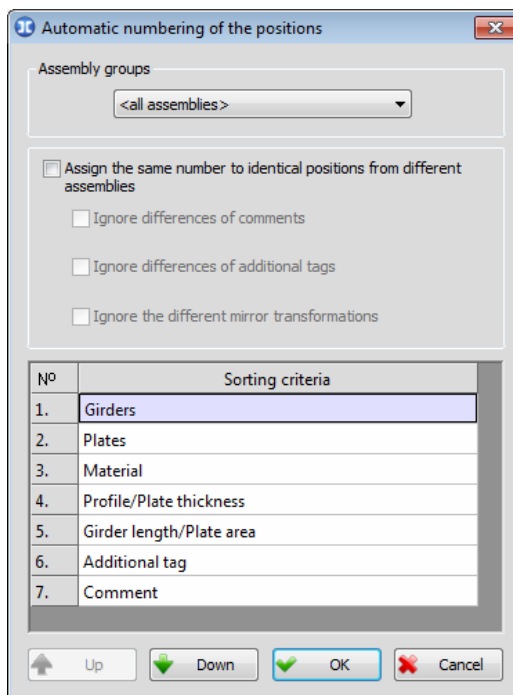 Automatic numbering of the positions
Assembly groups
<all assemblies>
Assign the same number to identical positions from different
assemblies
Ignore differences of comments
Ignore differences of additional tags
Ignore the different mirror transformations
Nº Sorting criteria
1. Girders
2. Plates
3. Material
4. Profile/Plate thickness
5. Girder length/Plate area
6. Additional tag
7. Comment
Up Down OK Cancel